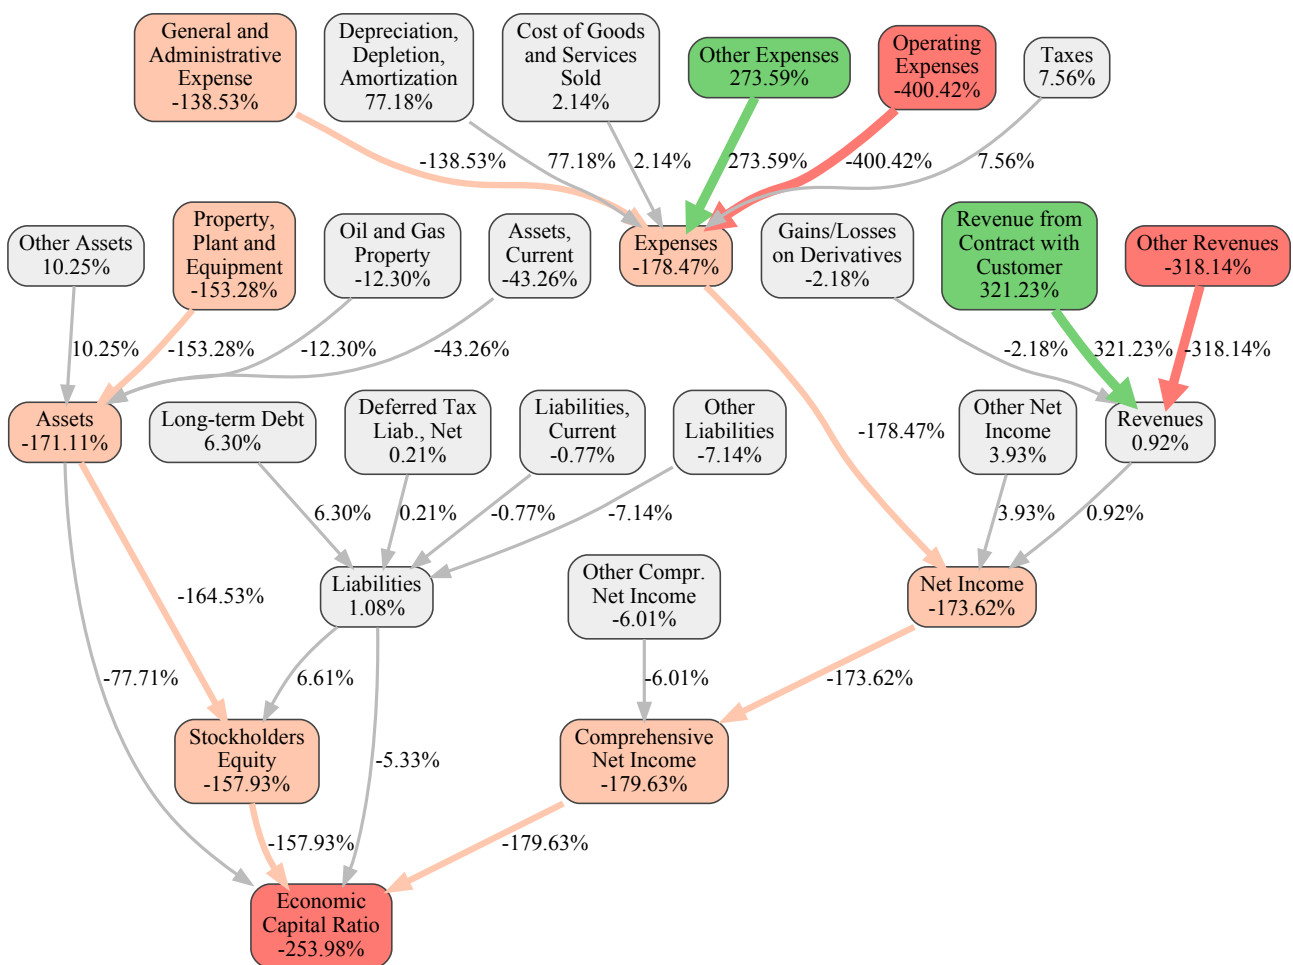 General and
Administrative
Expense
-138.53%
Depreciation,
Depletion,
Amortization
77.18%
Cost of Goods
and Services
Sold
2.14%
Other Expenses
273.59%
Operating
Expenses
-400.42%
Taxes
7.56%
-138.53%
77.18%
2.14%
273.59%
-400.42%
7.56%
Other Assets
10.25%
Property,
Plant and
Equipment
-153.28%
Oil and Gas
Property
-12.30%
Assets,
Current
-43.26%
Expenses
-178.47%
Gains/Losses
on Derivatives
-2.18%
Revenue from
Contract with
Customer
321.23%
Other Revenues
-318.14%
10.25%
-153.28%
-12.30%
-43.26%
-2.18%
321.23%
-318.14%
Assets
-171.11%
Long-term Debt
6.30%
Deferred Tax
Liab., Net
0.21%
Liabilities,
Current
-0.77%
Other
Liabilities
-7.14%
-178.47%
Other Net
Income
3.93%
Revenues
0.92%
6.30%
0.21%
-0.77%
-7.14%
3.93%
0.92%
-164.53%
Liabilities
1.08%
Other Compr.
Net Income
-6.01%
Net Income
-173.62%
-77.71%
6.61%
-6.01%
-173.62%
Stockholders
Equity
-157.93%
-5.33%
Comprehensive
Net Income
-179.63%
-157.93%
-179.63%
Economic
Capital Ratio
-253.98%